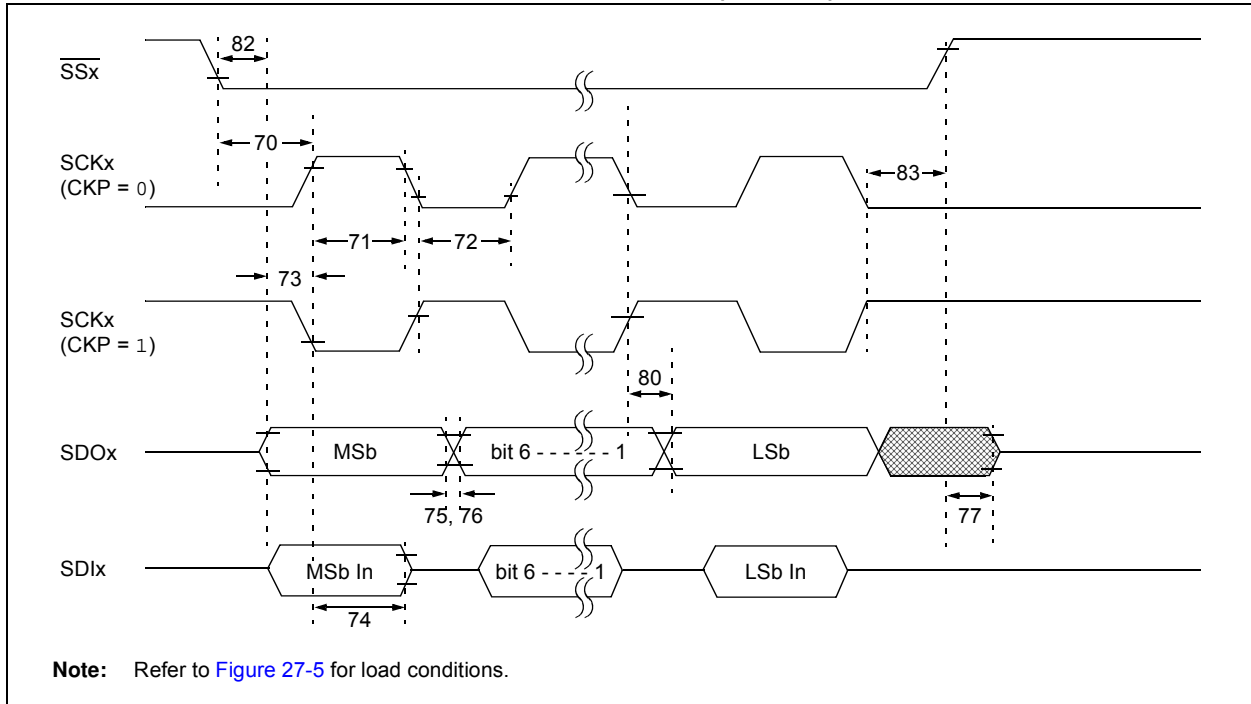 82
SSx
70
SCKx
(CKP = 0)
83
71
72
73
SCKx
(CKP = 1)
80
SDOx
MSb
bit 6 - - - - - - 1
LSb
75, 76
77
SDIx
MSb In
bit 6 - - - - 1
LSb In
74
Note: Refer to Figure 27-5 for load conditions.